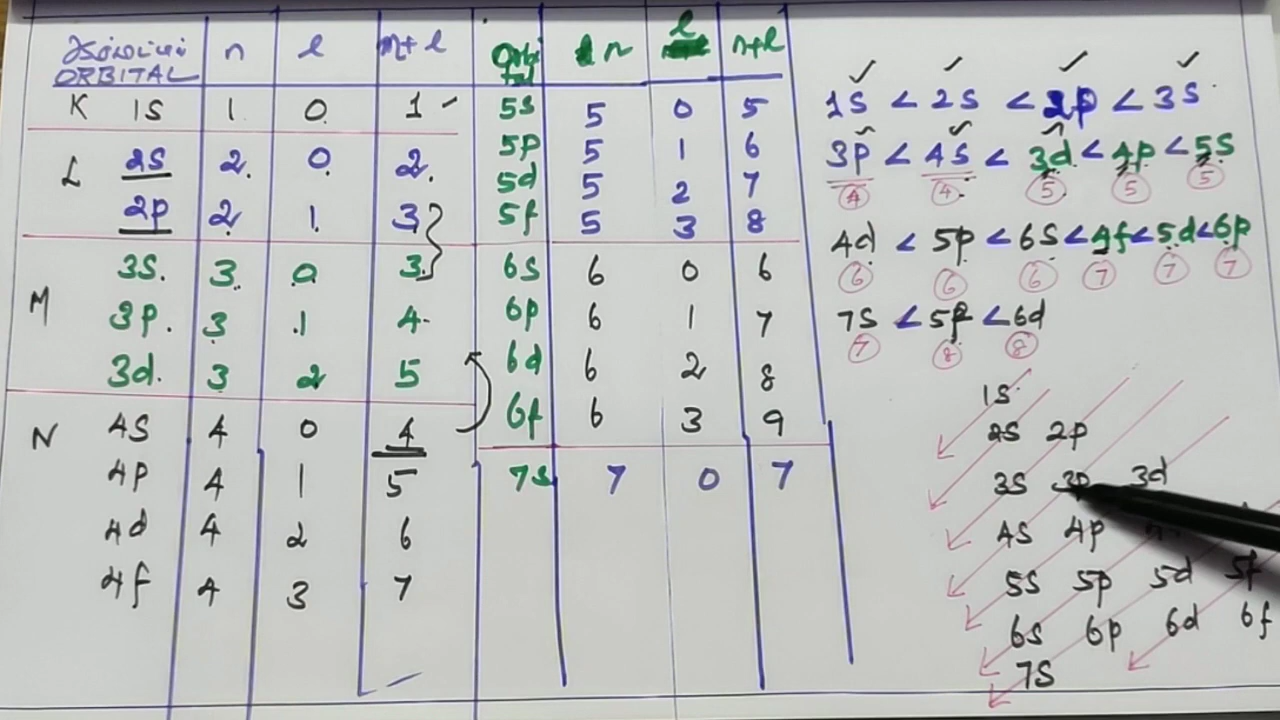 n l n+l Orbi tal n l n+l
ORBITAL
K 1s 1 0 1 5s 5 0 5
5p 5 1 6
L 2s 2 0 2 5d 5 2 7
2p 2 1 3 5f 5 3 8
M 3s 3 0 3 6s 6 0 6
3p 3 1 4 6p 6 1 7
3d 3 2 5 6d 6 2 8
N 4s 4 0 4 6f 6 3 9
4p 4 1 5 7s 7 0 7
4d 4 2 6
4f 4 3 7
1s < 2s < 2p < 3s
3p < 4s < 3d < 4p < 5s
4 4 5 5 5
4d < 5p < 6s < 4f < 5d < 6p
6 6 6 7 7 7
7s < 5f < 6d
7 8 8
1s
2s 2p
3s 3p 3d
4s 4p
5s 5p 5d 5f
6s 6p 6d 6f
7s